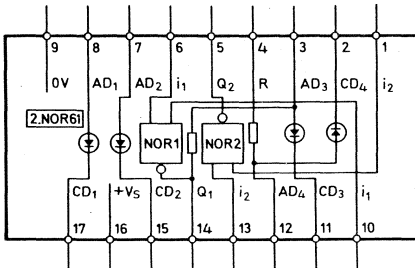 9 8 7 6 5 4 3 2 1
0V AD₁ AD₂ i₁ Q₂ R AD₃ CD₄ i₂
2.NOR61
NOR1 NOR2
CD₁ +Vs CD₂ Q₁ i₂ AD₄ CD₃ i₁
17 16 15 14 13 12 11 10